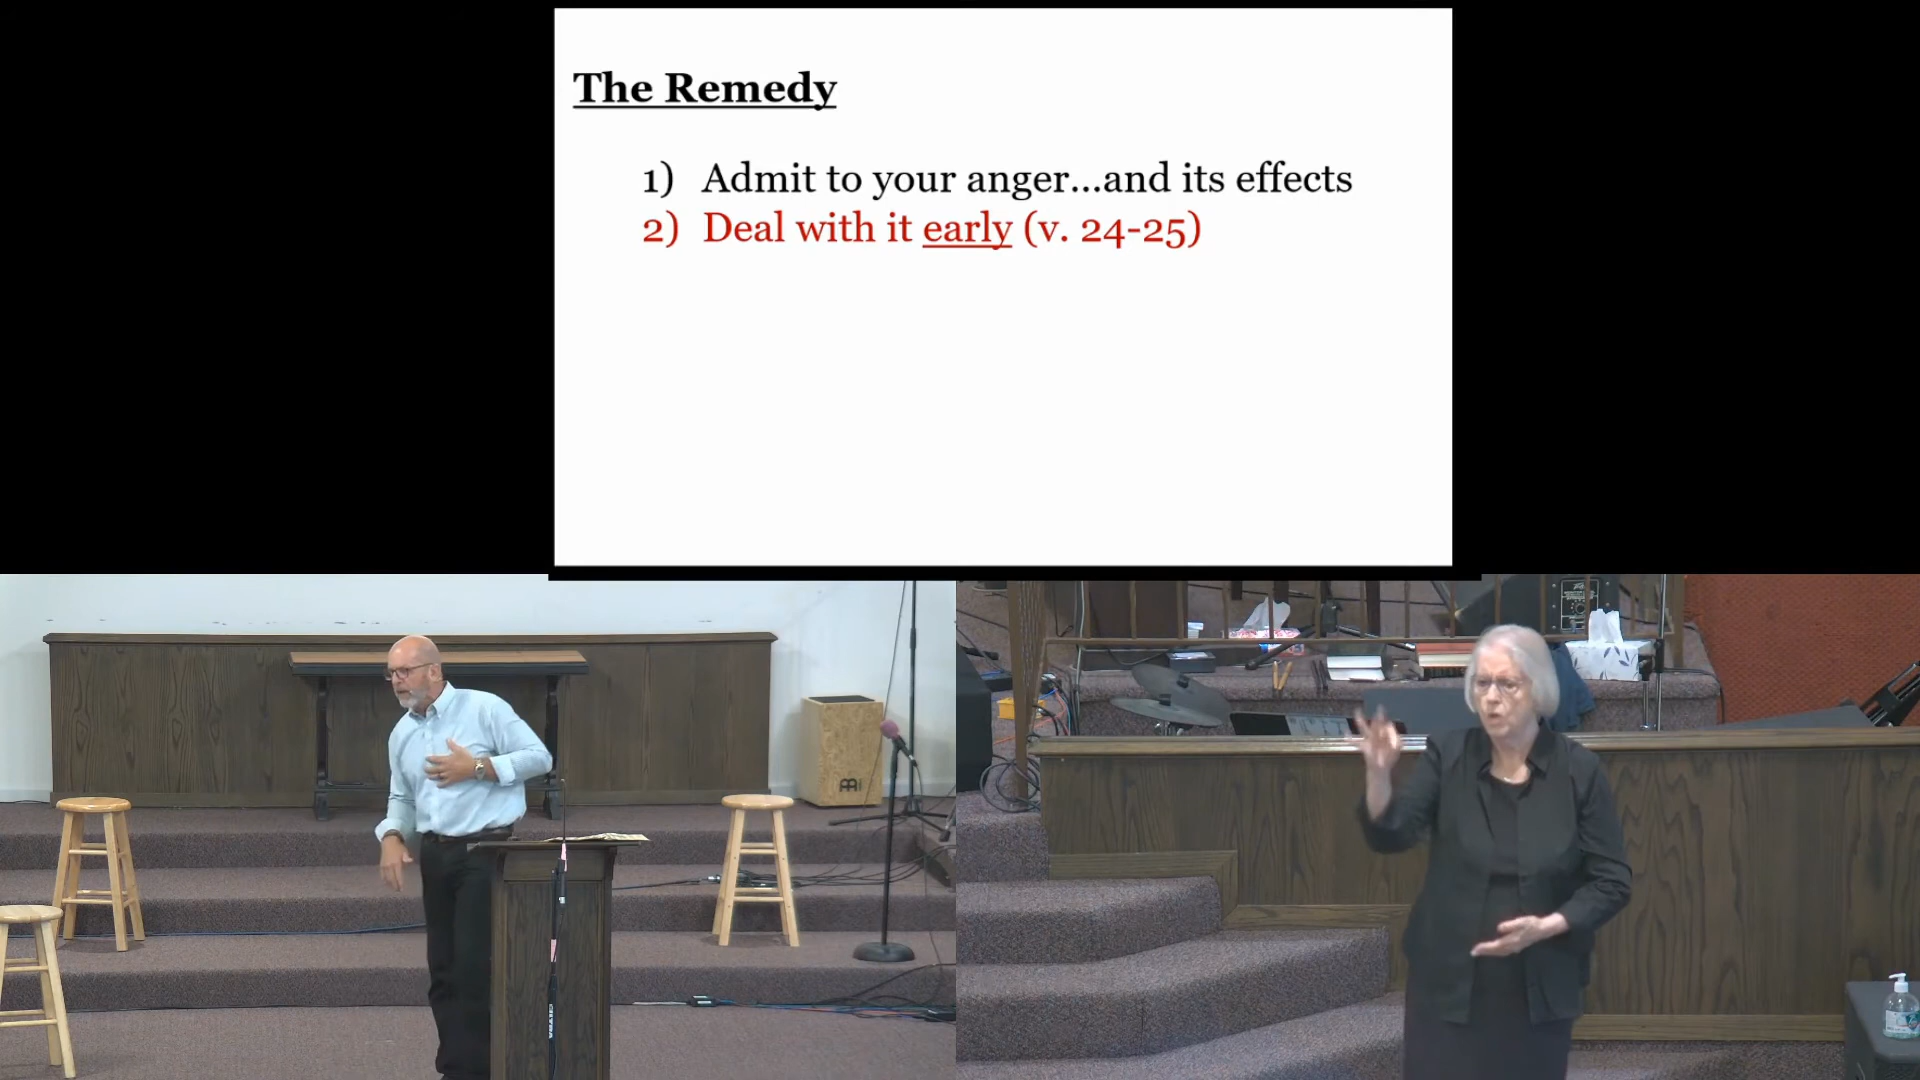 The Remedy
1) Admit to your anger...and its effects
2) Deal with it early (v. 24-25)